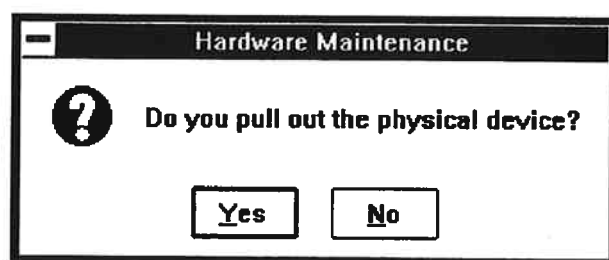 Hardware Maintenance
Do you pull out the physical device?
Yes
No